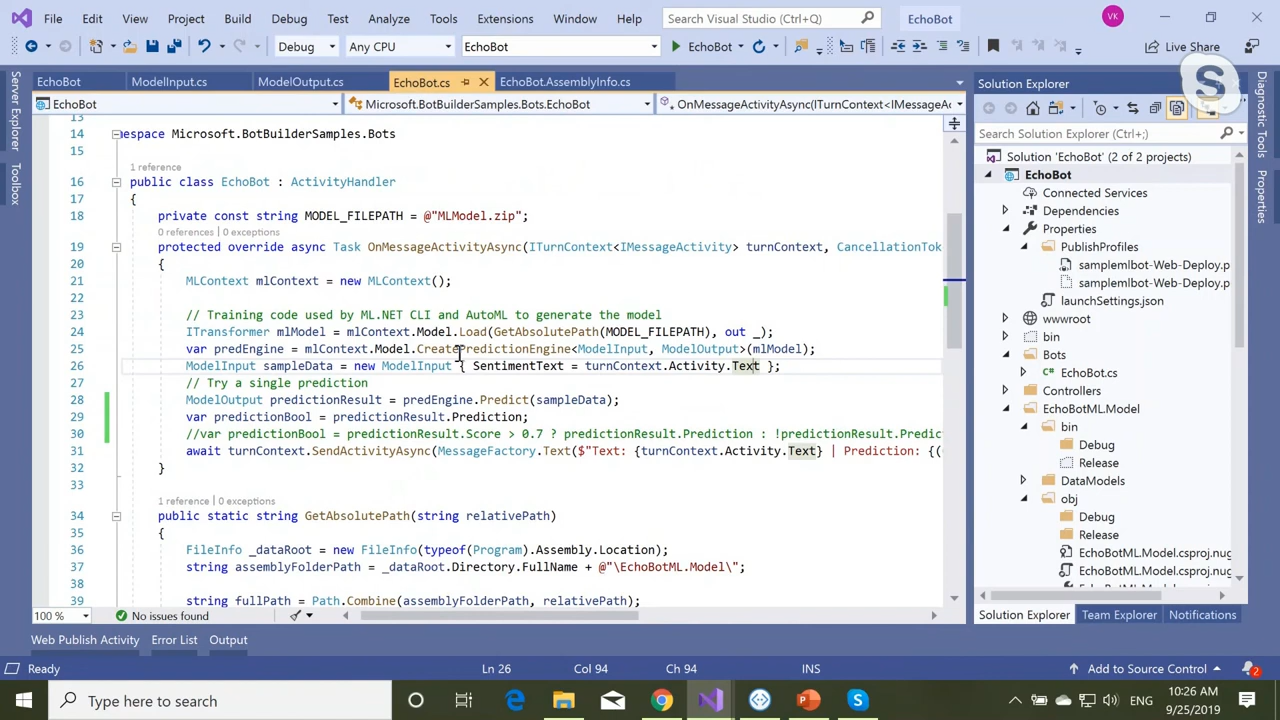 File Edit View Project Build Debug Test Analyze Tools Extensions Window Help Search Visual Studio (Ctrl+Q) EchoBot VK
Debug Any CPU EchoBot EchoBot Live Share
EchoBot ModelInput.cs ModelOutput.cs EchoBot.cs EchoBot.AssemblyInfo.cs
EchoBot Microsoft.BotBuilderSamples.Bots.EchoBot OnMessageActivityAsync(ITurnContext<IMessageAc
Server Explorer
Toolbox
13
14 espace Microsoft.BotBuilderSamples.Bots
15
1 reference
16 public class EchoBot : ActivityHandler
17 {
18 private const string MODEL_FILEPATH = @"MLModel.zip";
0 references | 0 exceptions
19 protected override async Task OnMessageActivityAsync(ITurnContext<IMessageActivity> turnContext, CancellationTok
20 {
21 MLContext mlContext = new MLContext();
22
23 // Training code used by ML.NET CLI and AutoML to generate the model
24 ITransformer mlModel = mlContext.Model.Load(GetAbsolutePath(MODEL_FILEPATH), out _);
25 var predEngine = mlContext.Model.CreatePredictionEngine<ModelInput, ModelOutput>(mlModel);
26 ModelInput sampleData = new ModelInput { SentimentText = turnContext.Activity.Text };
27 // Try a single prediction
28 ModelOutput predictionResult = predEngine.Predict(sampleData);
29 var predictionBool = predictionResult.Prediction;
30 //var predictionBool = predictionResult.Score > 0.7 ? predictionResult.Prediction : !predictionResult.Predic
31 await turnContext.SendActivityAsync(MessageFactory.Text($"Text: {turnContext.Activity.Text} | Prediction: {(
32 }
33
1 reference | 0 exceptions
34 public static string GetAbsolutePath(string relativePath)
35 {
36 FileInfo _dataRoot = new FileInfo(typeof(Program).Assembly.Location);
37 string assemblyFolderPath = _dataRoot.Directory.FullName + @"\EchoBotML.Model\";
38
39 string fullPath = Path.Combine(assemblyFolderPath, relativePath);
100 % No issues found
Web Publish Activity Error List Output
Solution Explorer
Search Solution Explorer (Ctrl+;)
Solution 'EchoBot' (2 of 2 projects)
EchoBot
Connected Services
Dependencies
Properties
PublishProfiles
samplemlbot-Web-Deploy.p
samplemlbot-Web-Deploy.p
launchSettings.json
wwwroot
bin
Bots
EchoBot.cs
Controllers
EchoBotML.Model
bin
Debug
Release
DataModels
obj
Debug
Release
EchoBotML.Model.csproj.nug
EchoBotML.Model.csproj.nug
Solution Explorer Team Explorer Notifications
Diagnostic Tools
Properties
Ready Ln 26 Col 94 Ch 94 INS Add to Source Control 2
Type here to search ENG 10:26 AM
9/25/2019